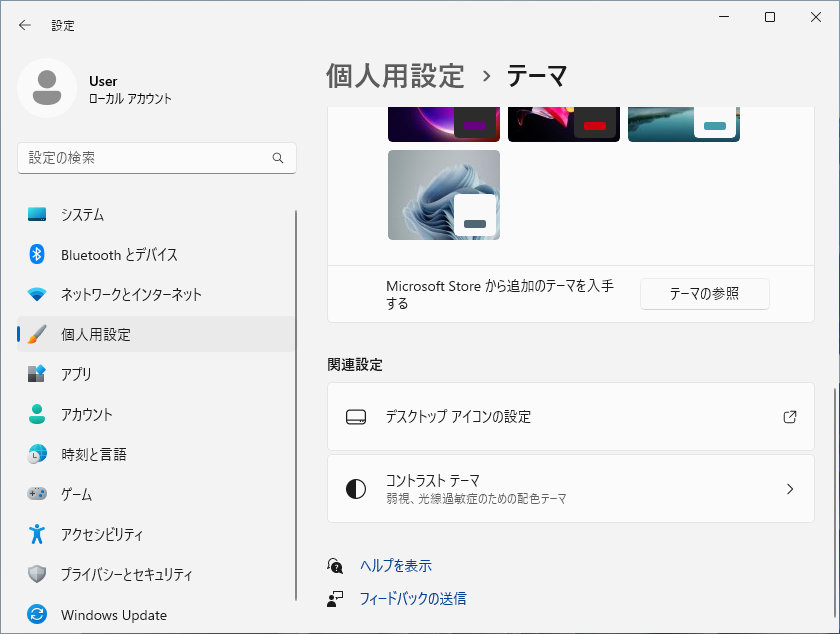 設定
User
ローカル アカウント
設定の検索
システム
Bluetooth とデバイス
ネットワークとインターネット
個人用設定
アプリ
アカウント
時刻と言語
ゲーム
アクセシビリティ
プライバシーとセキュリティ
Windows Update
個人用設定 › テーマ
Microsoft Store から追加のテーマを入手
する
テーマの参照
関連設定
デスクトップ アイコンの設定
コントラスト テーマ
弱視、光線過敏症のための配色テーマ
ヘルプを表示
フィードバックの送信